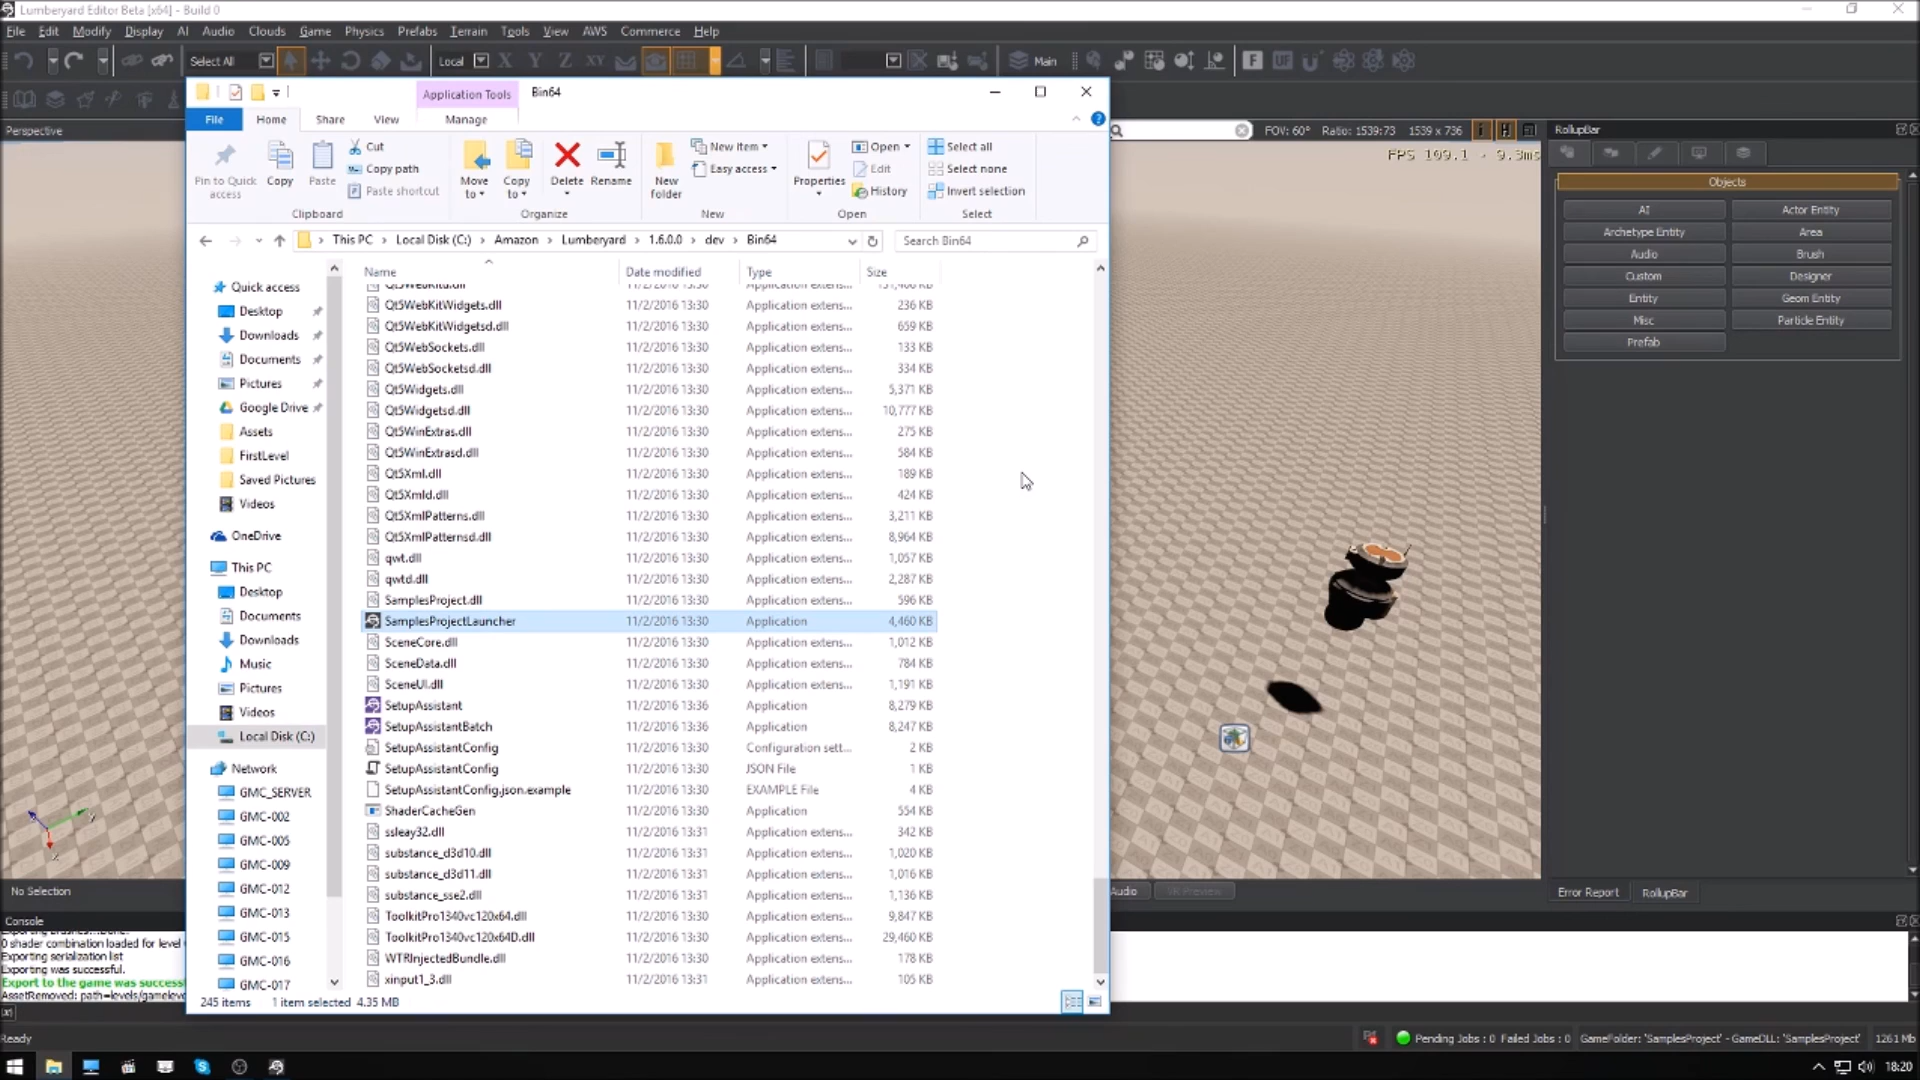 Lumberyard Editor Beta [x64] - Build 0
File Edit Modify Display AI Audio Clouds Game Physics Prefabs Terrain Tools View AWS Commerce Help
Select All Local X Y Z XY Main F UF
Application Tools Bin64
File Home Share View Manage
Perspective
FOV: 60° Ratio: 1539:73 1539 x 736
RollupBar
FPS 109.1 - 9.3ms
Pin to Quick access
Copy
Paste
Cut
Copy path
Paste shortcut
Clipboard
Move to
Copy to
Delete
Rename
Organize
New folder
New item
Easy access
New
Properties
Open
Edit
History
Open
Select all
Select none
Invert selection
Select
This PC > Local Disk (C:) > Amazon > Lumberyard > 1.6.0.0 > dev > Bin64
Search Bin64
Name Date modified Type Size
Quick access
Desktop
Downloads
Documents
Pictures
Google Drive
Assets
FirstLevel
Saved Pictures
Videos
OneDrive
This PC
Desktop
Documents
Downloads
Music
Pictures
Videos
Local Disk (C:)
Network
GMC_SERVER
GMC-002
GMC-005
GMC-009
GMC-012
GMC-013
GMC-015
GMC-016
GMC-017
Qt5WebKitWidgets.dll 11/2/2016 13:30 Application extens... 236 KB
Qt5WebKitWidgetsd.dll 11/2/2016 13:30 Application extens... 659 KB
Qt5WebSockets.dll 11/2/2016 13:30 Application extens... 133 KB
Qt5WebSocketsd.dll 11/2/2016 13:30 Application extens... 334 KB
Qt5Widgets.dll 11/2/2016 13:30 Application extens... 5,371 KB
Qt5Widgetsd.dll 11/2/2016 13:30 Application extens... 10,777 KB
Qt5WinExtras.dll 11/2/2016 13:30 Application extens... 275 KB
Qt5WinExtrasd.dll 11/2/2016 13:30 Application extens... 584 KB
Qt5Xml.dll 11/2/2016 13:30 Application extens... 189 KB
Qt5Xmld.dll 11/2/2016 13:30 Application extens... 424 KB
Qt5XmlPatterns.dll 11/2/2016 13:30 Application extens... 3,211 KB
Qt5XmlPatternsd.dll 11/2/2016 13:30 Application extens... 8,964 KB
qwt.dll 11/2/2016 13:30 Application extens... 1,057 KB
qwtd.dll 11/2/2016 13:30 Application extens... 2,287 KB
SamplesProject.dll 11/2/2016 13:30 Application extens... 596 KB
SamplesProjectLauncher 11/2/2016 13:30 Application 4,460 KB
SceneCore.dll 11/2/2016 13:30 Application extens... 1,012 KB
SceneData.dll 11/2/2016 13:30 Application extens... 784 KB
SceneUI.dll 11/2/2016 13:30 Application extens... 1,191 KB
SetupAssistant 11/2/2016 13:36 Application 8,279 KB
SetupAssistantBatch 11/2/2016 13:36 Application 8,247 KB
SetupAssistantConfig 11/2/2016 13:30 Configuration sett... 2 KB
SetupAssistantConfig 11/2/2016 13:30 JSON File 1 KB
SetupAssistantConfig.json.example 11/2/2016 13:30 EXAMPLE File 4 KB
ShaderCacheGen 11/2/2016 13:30 Application 554 KB
ssleay32.dll 11/2/2016 13:31 Application extens... 342 KB
substance_d3d10.dll 11/2/2016 13:31 Application extens... 1,020 KB
substance_d3d11.dll 11/2/2016 13:31 Application extens... 1,016 KB
substance_sse2.dll 11/2/2016 13:31 Application extens... 1,136 KB
ToolkitPro1340vc120x64.dll 11/2/2016 13:30 Application extens... 9,847 KB
ToolkitPro1340vc120x64D.dll 11/2/2016 13:30 Application extens... 29,460 KB
WTRInjectedBundle.dll 11/2/2016 13:30 Application extens... 178 KB
xinput1_3.dll 11/2/2016 13:31 Application extens... 105 KB
245 items 1 item selected 4.35 MB
Objects
AI Actor Entity
Archetype Entity Area
Audio Brush
Custom Designer
Entity Geom Entity
Misc Particle Entity
Prefab
No Selection
Audio VR Preview
Error Report RollupBar
Console
0 shader combination loaded for level
Exporting serialization list
Exporting was successful.
Export to the game was success
AssetRemoved: path=levels/gameleve
Ready
Pending Jobs : 0 Failed Jobs : 0 GameFolder: 'SamplesProject' - GameDLL: 'SamplesProject' 1261 Mb
18:20